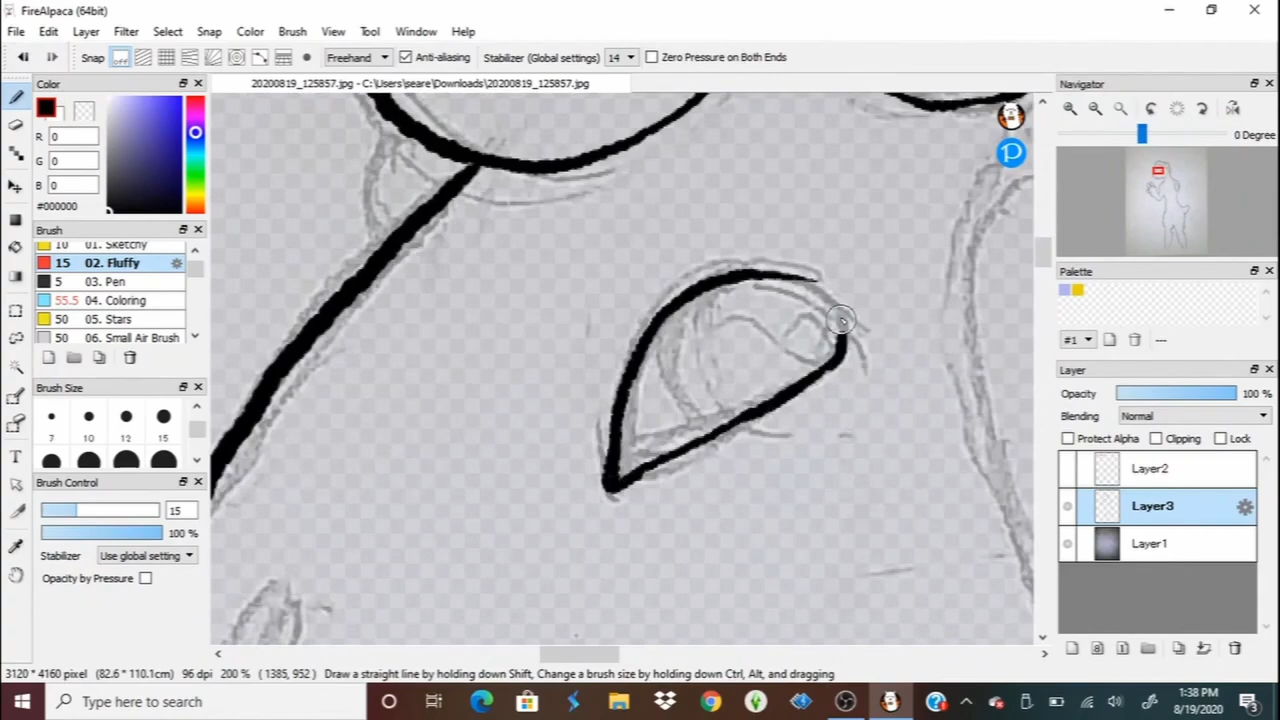 FireAlpaca (64bit)
File Edit Layer Filter Select Snap Color Brush View Tool Window Help
Snap off Freehand Anti-aliasing Stabilizer (Global settings) 14 Zero Pressure on Both Ends
Color
20200819_125857.jpg - C:\Users\seare\Downloads\20200819_125857.jpg
Navigator
R 0
G 0
B 0
#000000
0 Degree
Brush
10 01. Sketchy
15 02. Fluffy
5 03. Pen
55.5 04. Coloring
50 05. Stars
50 06. Small Air Brush
Palette
#1 ---
Brush Size
7 10 12 15
Layer
Opacity 100 %
Blending Normal
Protect Alpha Clipping Lock
Layer2
Layer3
Layer1
Brush Control
15
100 %
Stabilizer Use global setting
Opacity by Pressure
3120 * 4160 pixel (82.6 * 110.1cm) 96 dpi 200 % (1385, 952) Draw a straight line by holding down Shift, Change a brush size by holding down Ctrl, Alt, and dragging
Type here to search
1:38 PM
8/19/2020
3